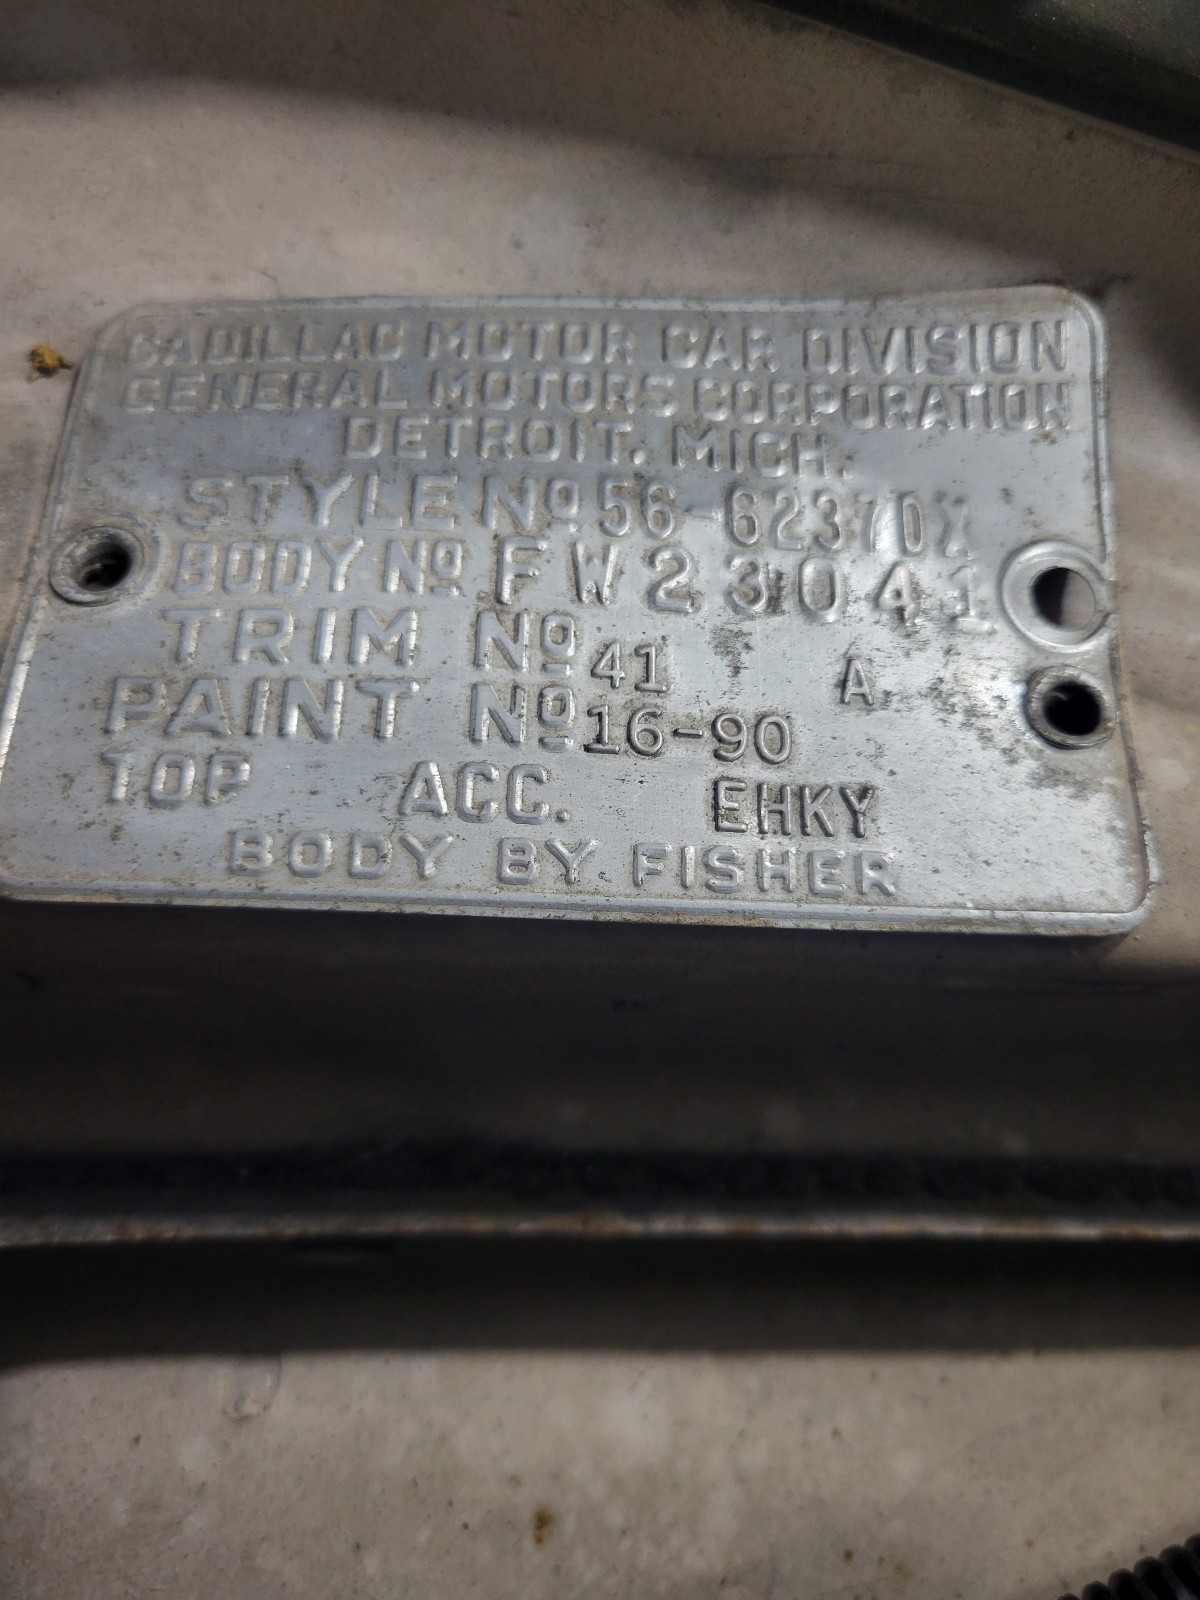 CADILLAC MOTOR CAR DIVISION
GENERAL MOTORS CORPORATION
DETROIT, MICH.
STYLE Nº 56-6237DX
BODY Nº FW23041
TRIM Nº 41 A
PAINT Nº 16-90
TOP ACC. EHKY
BODY BY FISHER